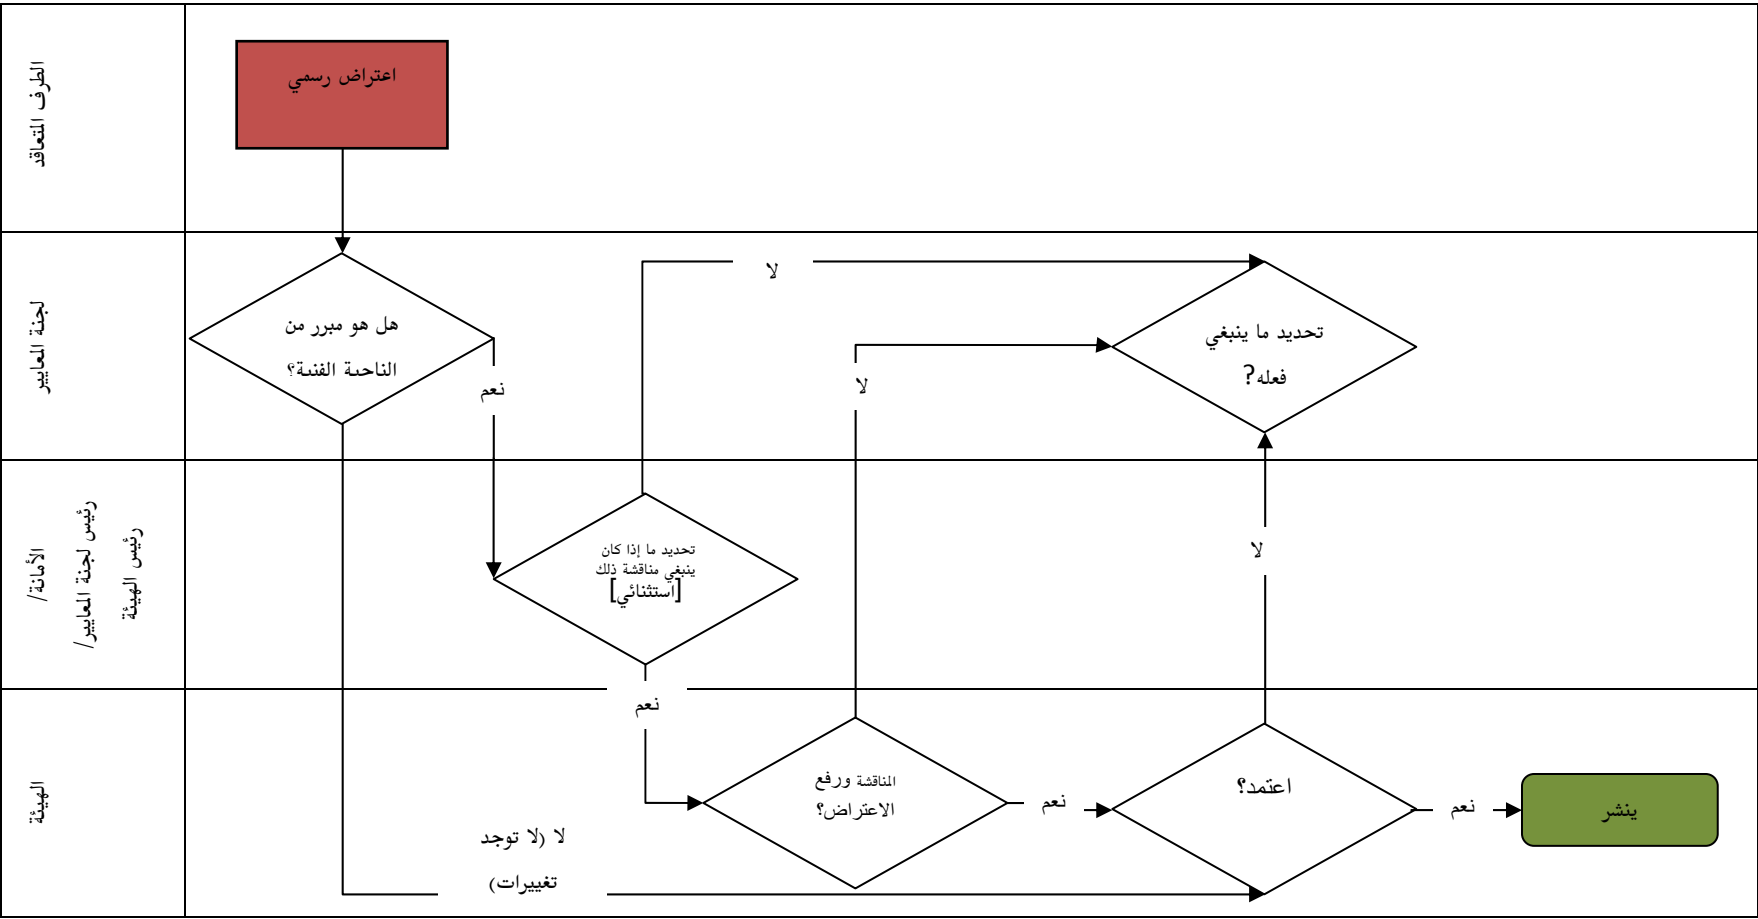 الطرف المتعاقد
اعتراض رسمي
لجنة المعايير
هل هو مبرر من
الناحية الفنية؟
نعم
لا
لا
تحديد ما ينبغي
فعله?
الأمانة/
رئيس لجنة المعايير/
رئيس الهيئة
تحديد ما إذا كان
ينبغي مناقشة ذلك
[استثنائي]
لا
نعم
الهيئة
لا (لا توجد
تغييرات)
المناقشة ورفع
الاعتراض؟
نعم
اعتمد؟
نعم
ينشر